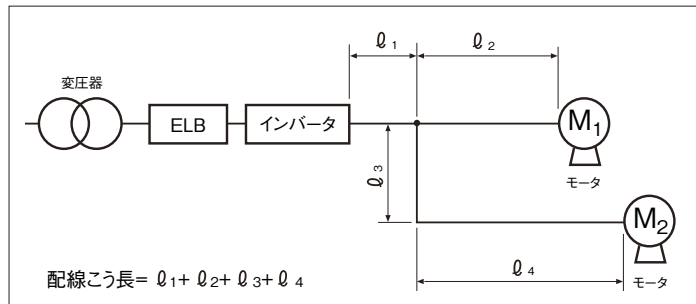 ℓ1
ℓ2
変圧器
ELB
インバータ
M1
モータ
ℓ3
M2
モータ
ℓ4
配線こう長= ℓ1+ ℓ2+ ℓ3+ ℓ4